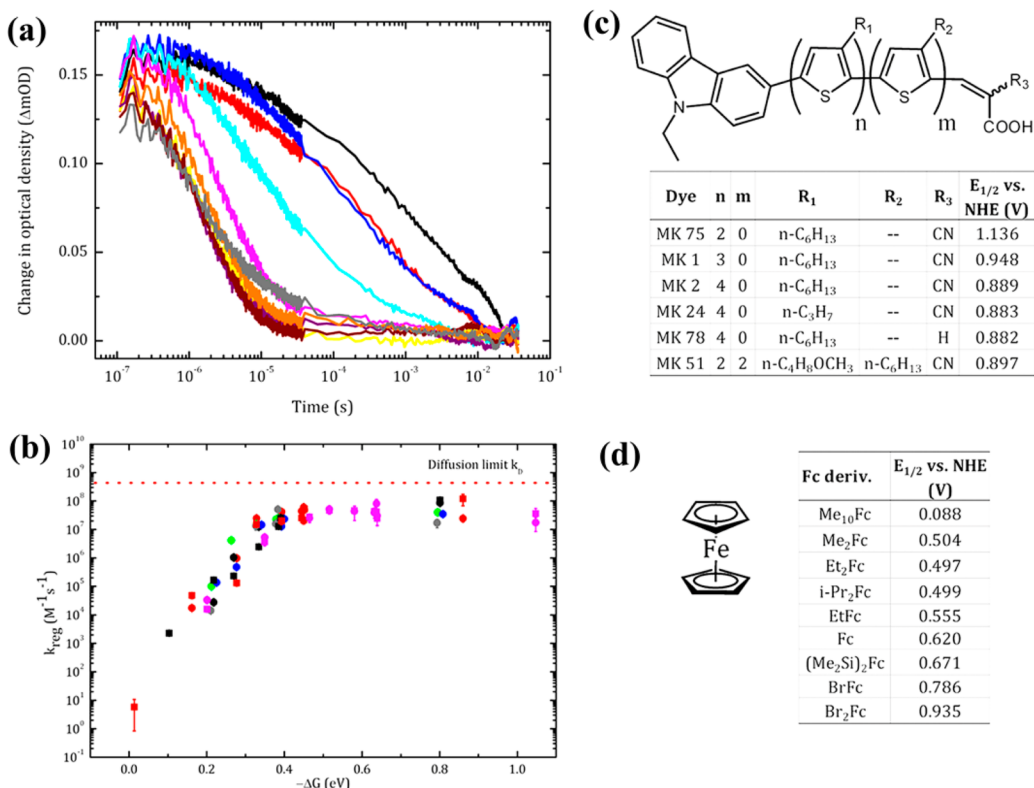 (a)
Change in optical density (ΔmOD)
0.15
0.10
0.05
0.00
10⁻⁷ 10⁻⁶ 10⁻⁵ 10⁻⁴ 10⁻³ 10⁻² 10⁻¹
Time (s)
(c)
R₁ R₂
R₃
S S
n m
COOH
N
Dye n m R₁ R₂ R₃ E₁/₂ vs. NHE (V)
MK 75 2 0 n-C₆H₁₃ -- CN 1.136
MK 1 3 0 n-C₆H₁₃ -- CN 0.948
MK 2 4 0 n-C₆H₁₃ -- CN 0.889
MK 24 4 0 n-C₃H₇ -- CN 0.883
MK 78 4 0 n-C₆H₁₃ -- H 0.882
MK 51 2 2 n-C₄H₈OCH₃ n-C₆H₁₃ CN 0.897
(b)
k_reg (M⁻¹s⁻¹)
10¹⁰
10⁹
10⁸
10⁷
10⁶
10⁵
10⁴
10³
10²
10¹
10⁰
10⁻¹
Diffusion limit k_D
0.0 0.2 0.4 0.6 0.8 1.0
−ΔG (eV)
(d)
Fe
Fc deriv. E₁/₂ vs. NHE (V)
Me₁₀Fc 0.088
Me₂Fc 0.504
Et₂Fc 0.497
i-Pr₂Fc 0.499
EtFc 0.555
Fc 0.620
(Me₂Si)₂Fc 0.671
BrFc 0.786
Br₂Fc 0.935